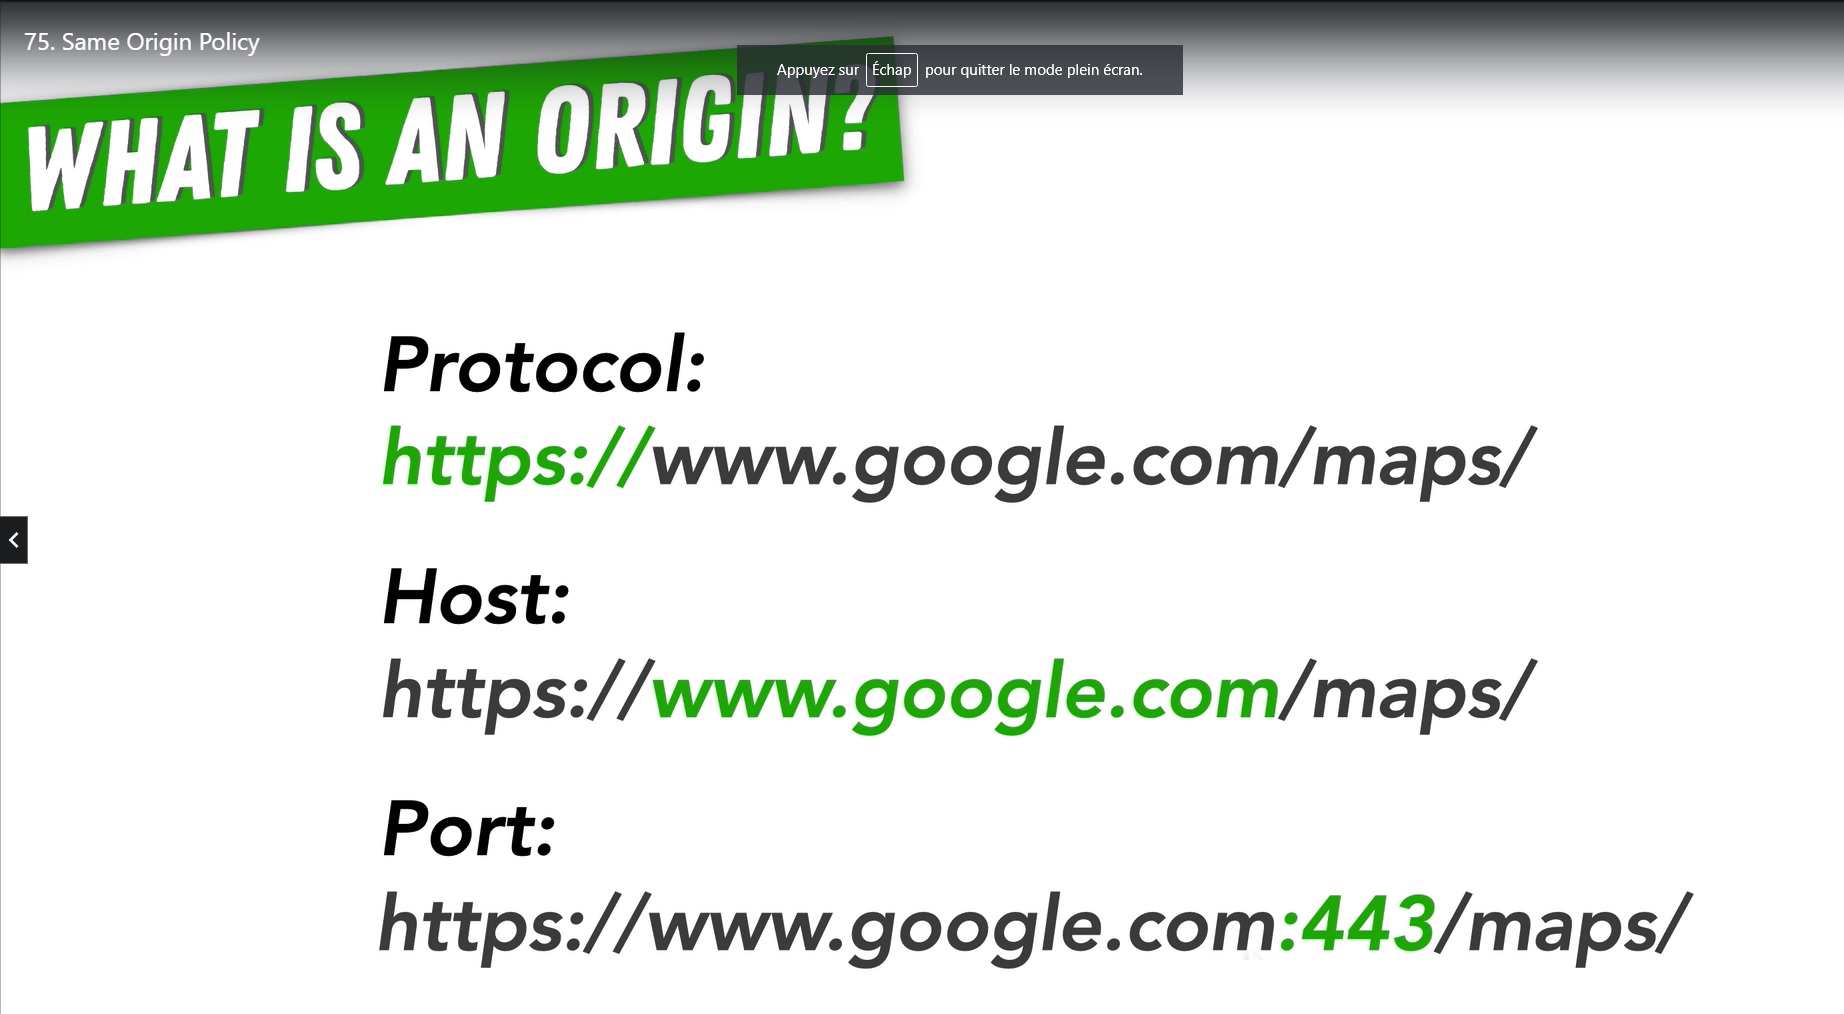 75. Same Origin Policy
Appuyez sur Échap pour quitter le mode plein écran.
WHAT IS AN ORIGIN?
Protocol:
https://www.google.com/maps/
Host:
https://www.google.com/maps/
Port:
https://www.google.com:443/maps/